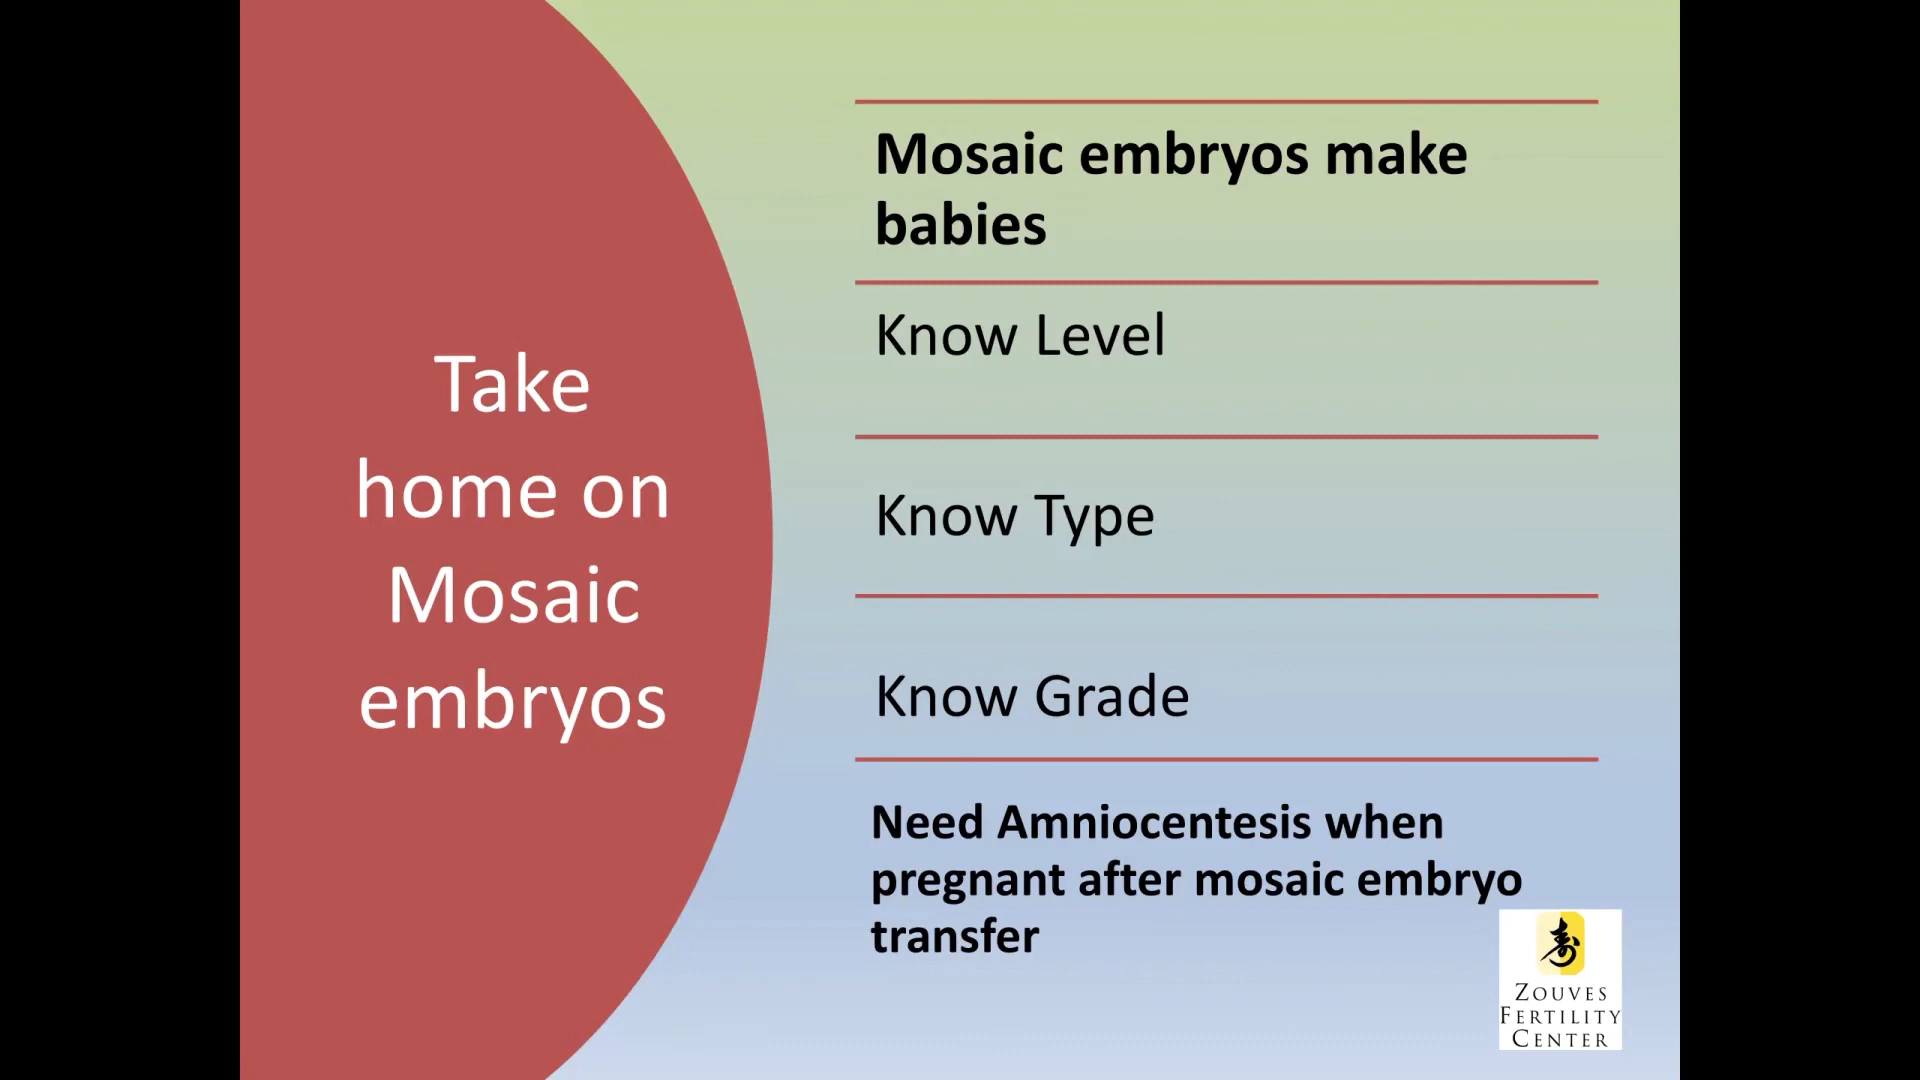 Take
home on
Mosaic
embryos
Mosaic embryos make
babies
Know Level
Know Type
Know Grade
Need Amniocentesis when
pregnant after mosaic embryo
transfer
寿
ZOUVES
FERTILITY
CENTER